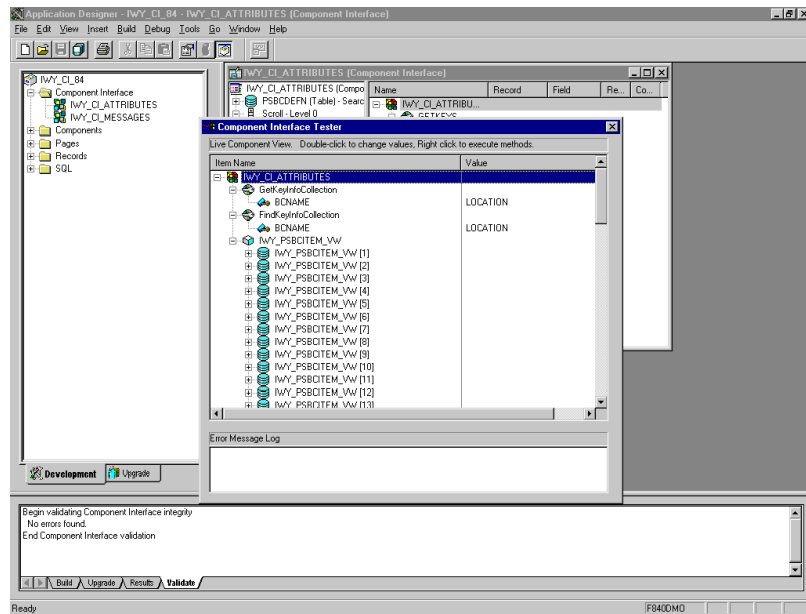 Application Designer - IWY_CI_84 - IWY_CI_ATTRIBUTES (Component Interface)
File Edit View Insert Build Debug Tools Go Window Help
IWY_CI_84
Component Interface
IWY_CI_ATTRIBUTES
IWY_CI_MESSAGES
Components
Pages
Records
SQL
Development Upgrade
IWY_CI_ATTRIBUTES (Component Interface)
IWY_CI_ATTRIBUTES (Compo
PSBCDEFN (Table) - Searc
Scroll - Level 0
Name Record Field Re... Co...
IWY_CI_ATTRIBU...
GETKEYS
Component Interface Tester
Live Component View. Double-click to change values, Right click to execute methods.
Item Name Value
IWY_CI_ATTRIBUTES
GetKeyInfoCollection
BCNAME LOCATION
FindKeyInfoCollection
BCNAME LOCATION
IWY_PSBCITEM_VW
IWY_PSBCITEM_VW [1]
IWY_PSBCITEM_VW [2]
IWY_PSBCITEM_VW [3]
IWY_PSBCITEM_VW [4]
IWY_PSBCITEM_VW [5]
IWY_PSBCITEM_VW [6]
IWY_PSBCITEM_VW [7]
IWY_PSBCITEM_VW [8]
IWY_PSBCITEM_VW [9]
IWY_PSBCITEM_VW [10]
IWY_PSBCITEM_VW [11]
IWY_PSBCITEM_VW [12]
IWY_PSBCITEM_VW [13]
Error Message Log
Begin validating Component Interface integrity
No errors found.
End Component Interface validation
Build Upgrade Results Validate
Ready F840DMO